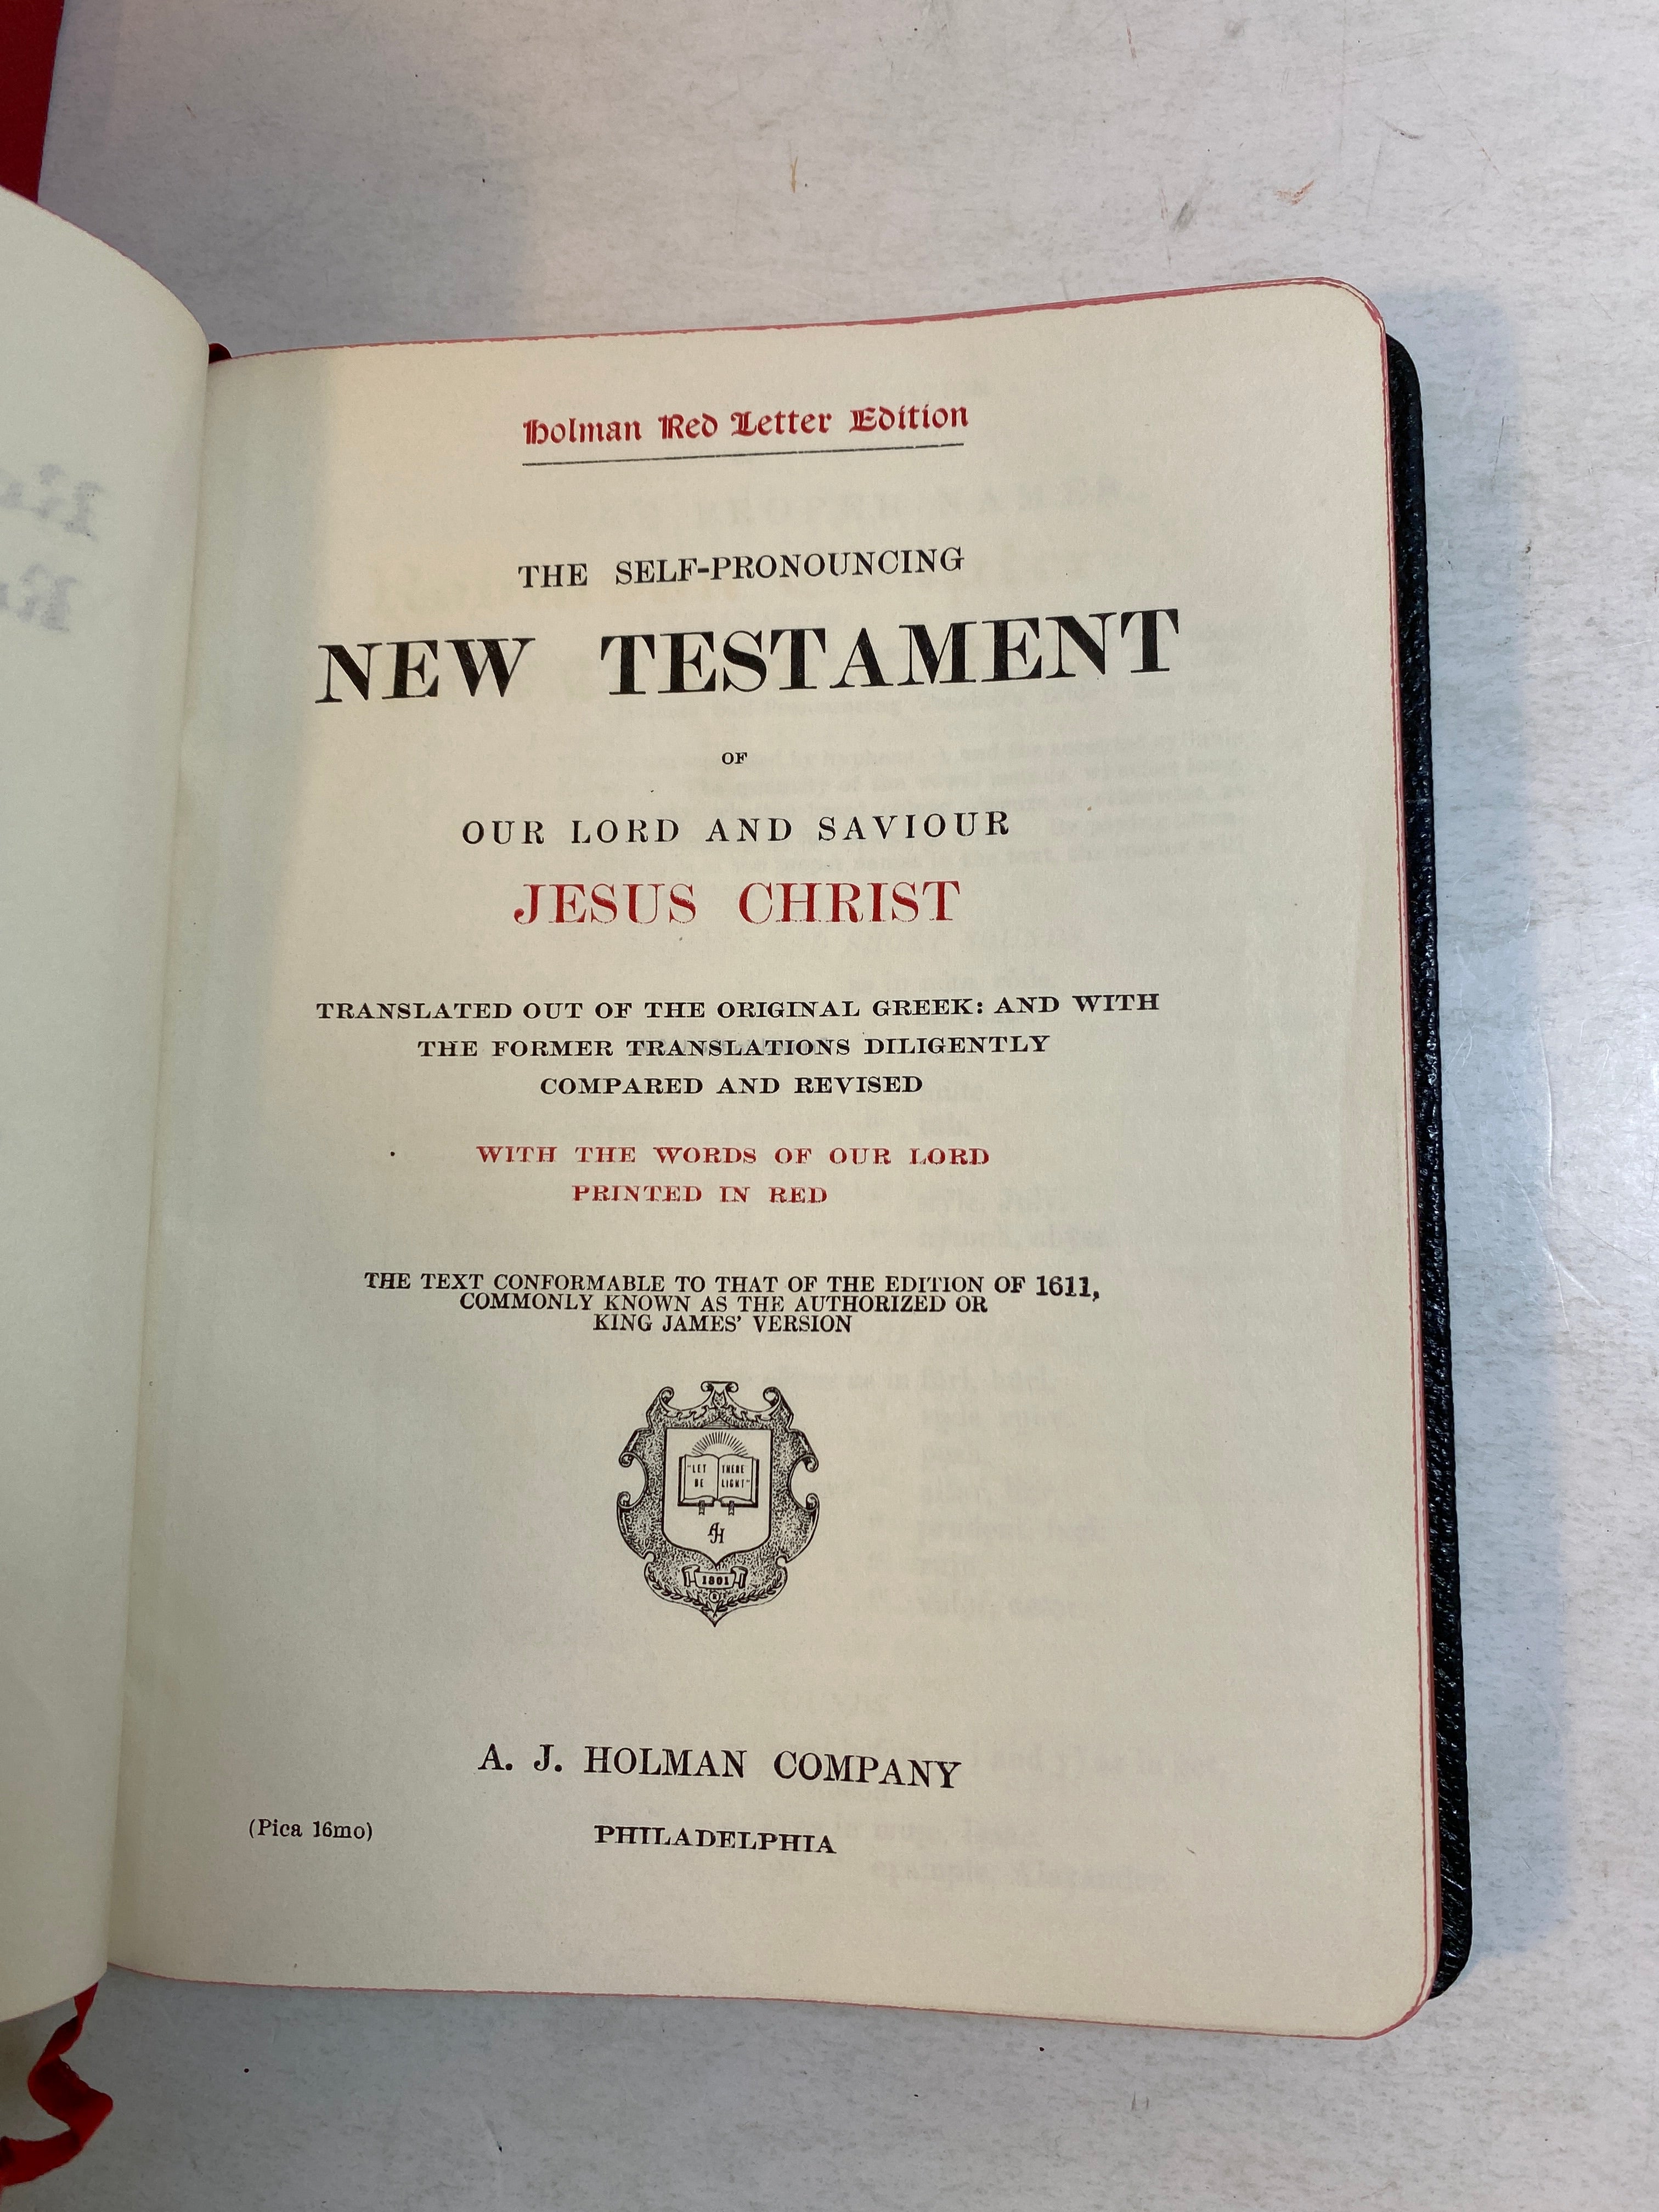 Holman Red Letter Edition
THE SELF-PRONOUNCING
NEW TESTAMENT
OF
OUR LORD AND SAVIOUR
JESUS CHRIST
TRANSLATED OUT OF THE ORIGINAL GREEK: AND WITH
THE FORMER TRANSLATIONS DILIGENTLY
COMPARED AND REVISED
WITH THE WORDS OF OUR LORD
PRINTED IN RED
THE TEXT CONFORMABLE TO THAT OF THE EDITION OF 1611,
COMMONLY KNOWN AS THE AUTHORIZED OR
KING JAMES' VERSION
"LET THERE
BE LIGHT"
AJH
1801
A. J. HOLMAN COMPANY
(Pica 16mo) PHILADELPHIA